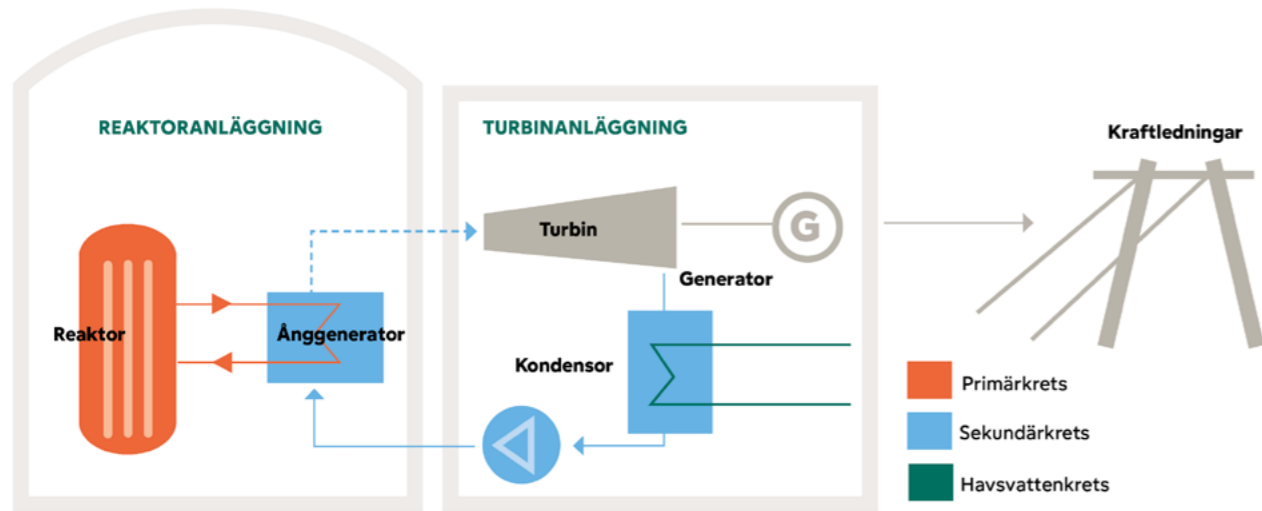 REAKTORANLÄGGNING
TURBINANLÄGGNING
Kraftledningar
Turbin
G
Generator
Reaktor
Ånggenerator
Kondensor
Primärkrets
Sekundärkrets
Havsvattenkrets